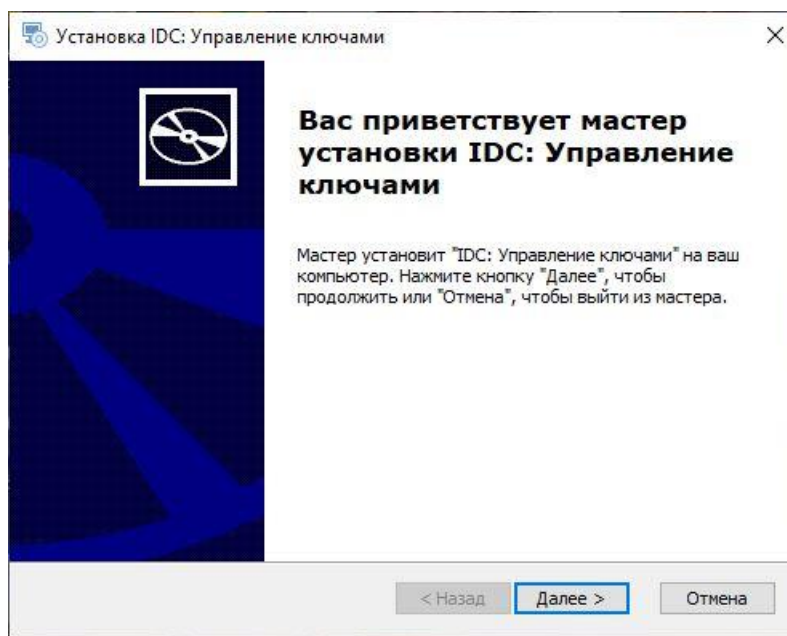 Установка IDC: Управление ключами
Вас приветствует мастер
установки IDC: Управление
ключами
Мастер установит "IDC: Управление ключами" на ваш
компьютер. Нажмите кнопку "Далее", чтобы
продолжить или "Отмена", чтобы выйти из мастера.
< Назад
Далее >
Отмена